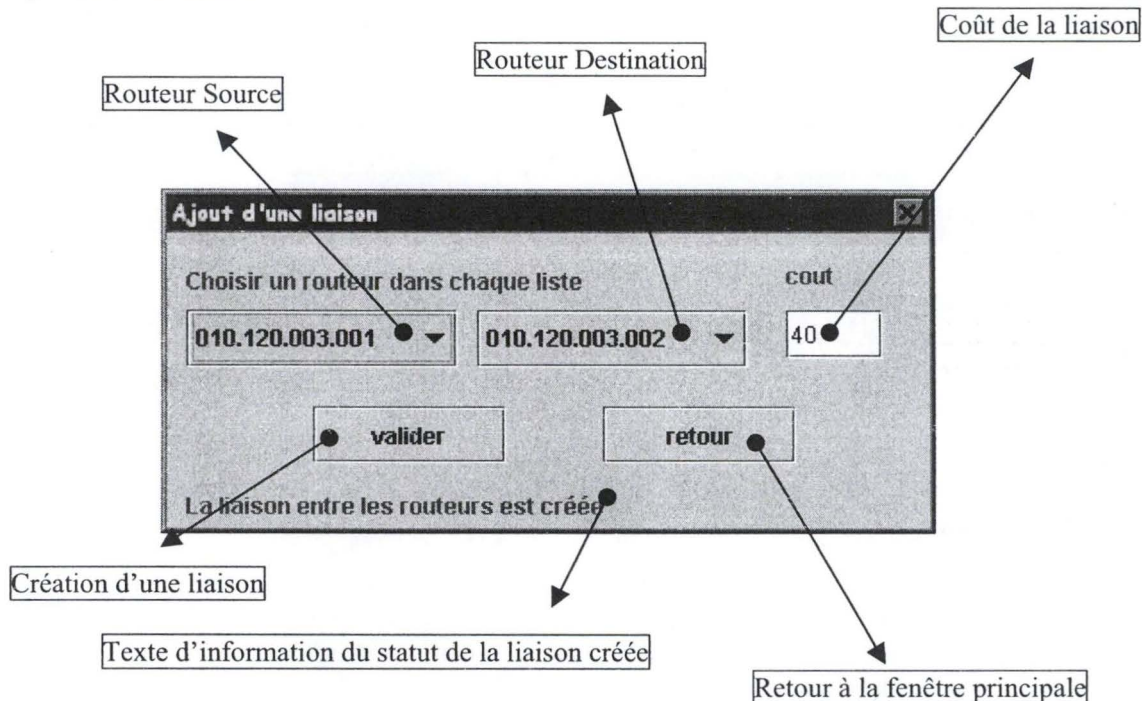 Coût de la liaison
Routeur Destination
Routeur Source
Ajout d'une liaison
Choisir un routeur dans chaque liste
cout
010.120.003.001
010.120.003.002
40
valider
retour
La liaison entre les routeurs est créée
Création d'une liaison
Texte d'information du statut de la liaison créée
Retour à la fenêtre principale